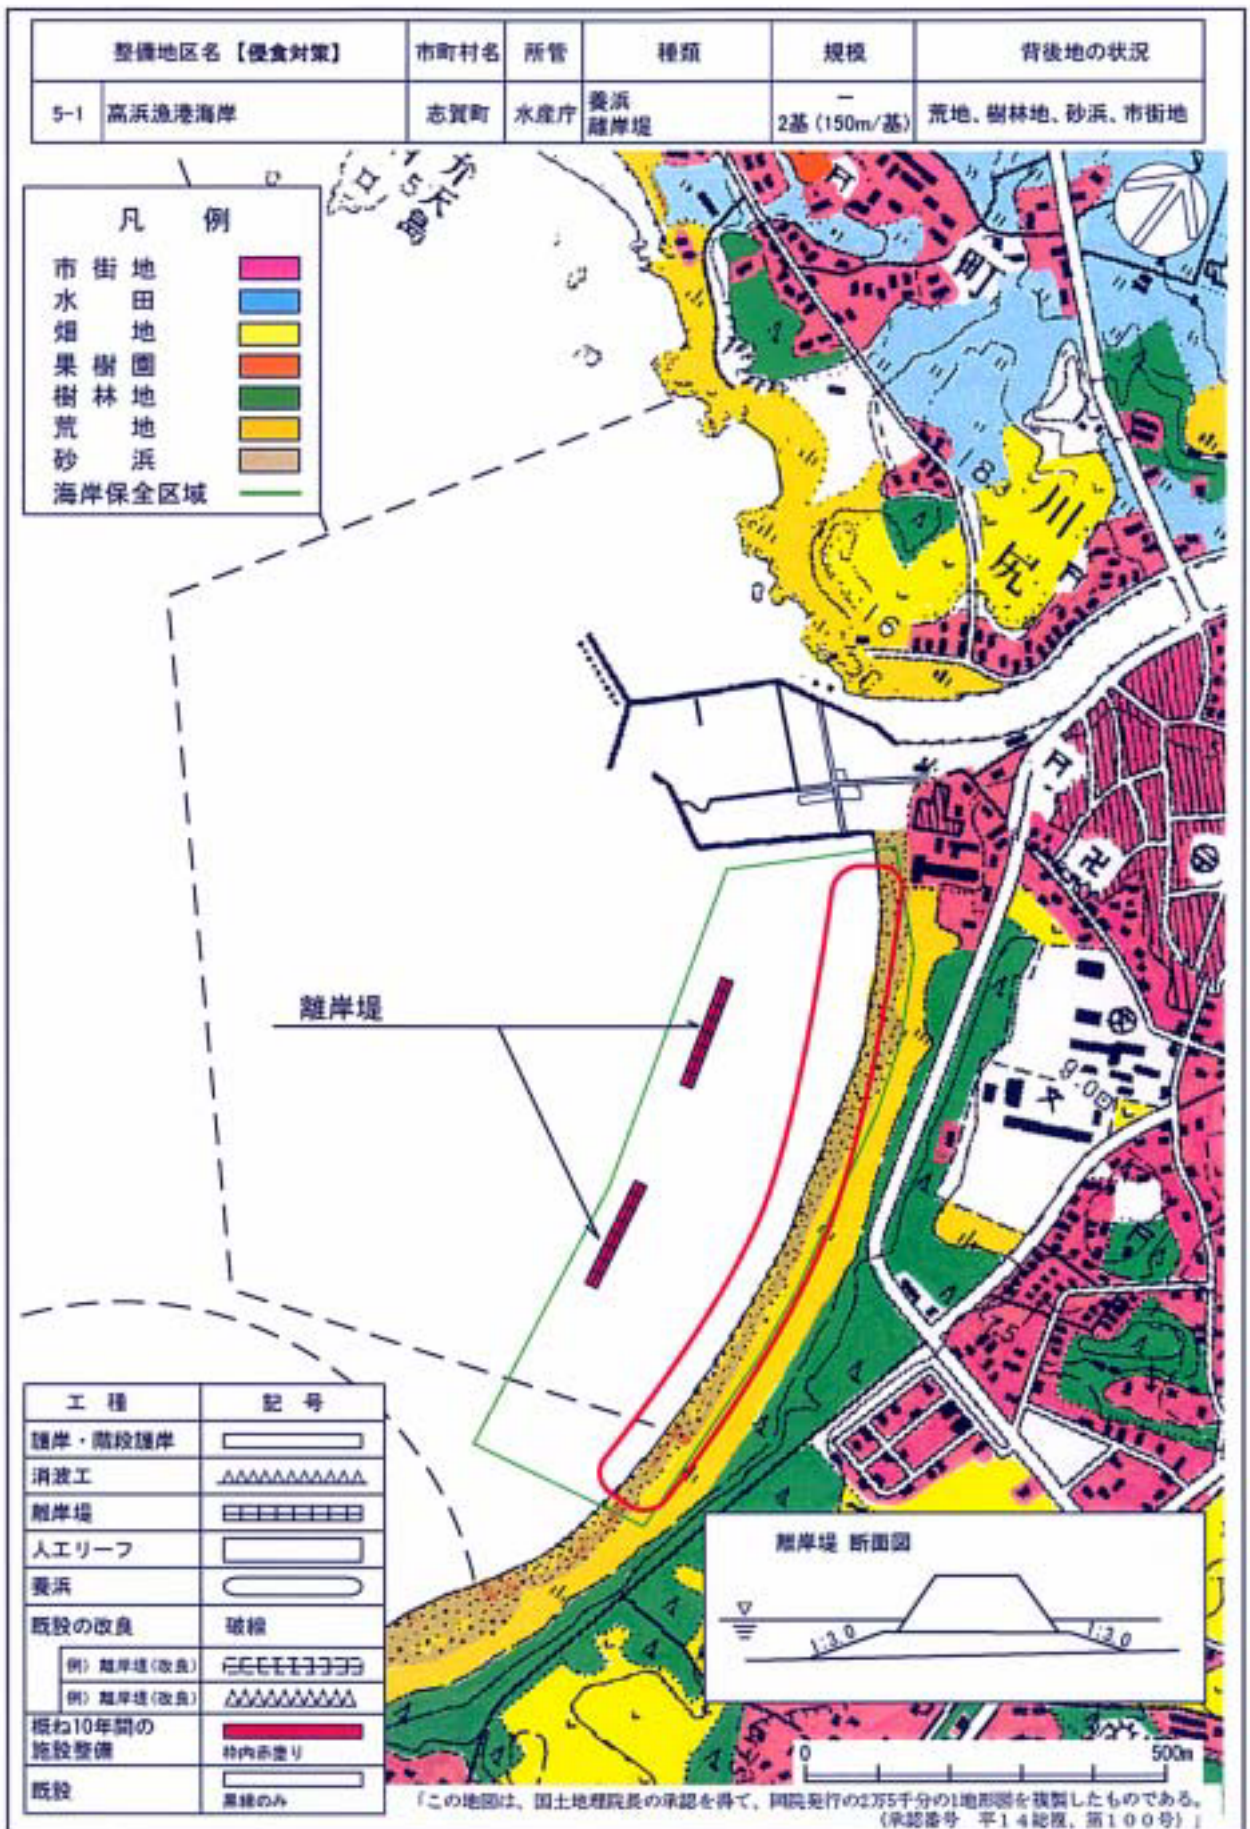 整備地区名【侵食対策】 市町村名 所管 種類 規模 背後地の状況
5-1 高浜漁港海岸 志賀町 水産庁 養浜 － 荒地、樹林地、砂浜、市街地
離岸堤 2基(150m/基)
凡例
市街地
水田
畑地
果樹園
樹林地
荒地
砂浜
海岸保全区域
町
18
川尻
16
離岸堤
文
工種 記号
護岸・階段護岸
消波工
離岸堤
人工リーフ
養浜
既設の改良 破線
例) 離岸堤(改良)
例) 離岸堤(改良)
概ね10年間の
施設整備 枠内赤塗り
既設 黒線のみ
離岸堤 断面図
1:3.0 1:3.0
0 500m
「この地図は、国土地理院長の承認を得て、同院発行の2万5千分の1地形図を複製したものである。
(承認番号 平14総複、第100号)」